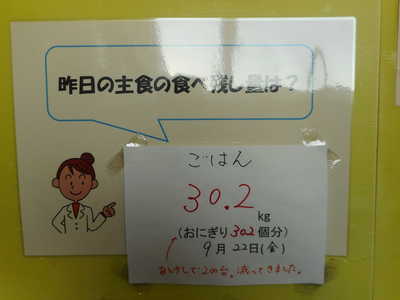 昨日の主食の食べ残し量は？
ごはん
30.2
kg
(おにぎり302個分)
9月22日(金)